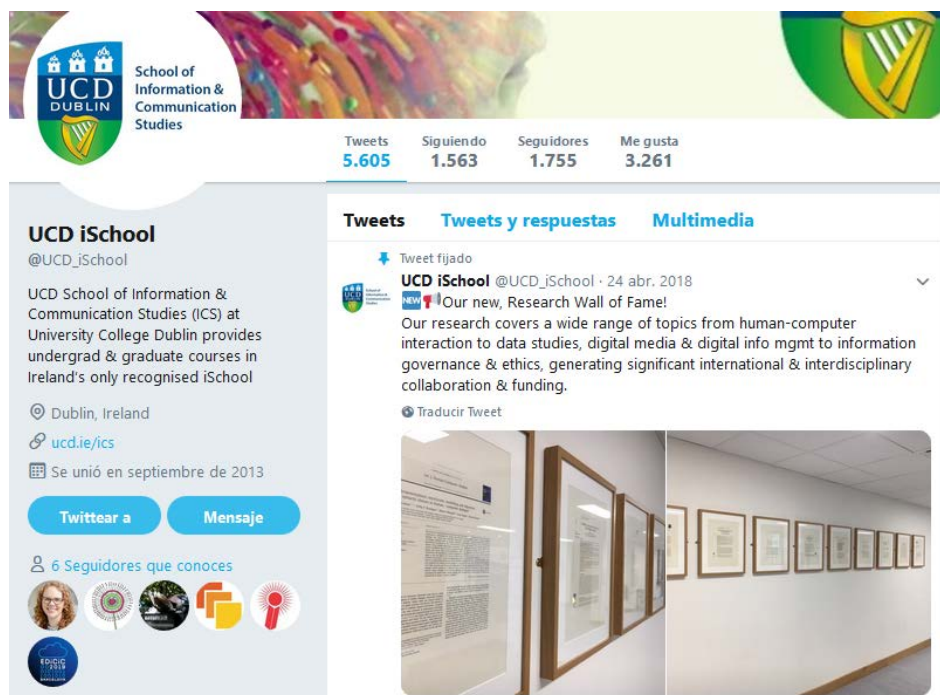 UCD
DUBLIN
School of
Information &
Communication
Studies
Tweets
5.605
Siguiendo
1.563
Seguidores
1.755
Me gusta
3.261
UCD iSchool
@UCD_iSchool
UCD School of Information &
Communication Studies (ICS) at
University College Dublin provides
undergrad & graduate courses in
Ireland's only recognised iSchool
Dublin, Ireland
ucd.ie/ics
Se unió en septiembre de 2013
Twittear a
Mensaje
6 Seguidores que conoces
EDICIC
2019
BARCELONA
Tweets
Tweets y respuestas
Multimedia
Tweet fijado
UCD iSchool @UCD_iSchool · 24 abr. 2018
NEW Our new, Research Wall of Fame!
Our research covers a wide range of topics from human-computer
interaction to data studies, digital media & digital info mgmt to information
governance & ethics, generating significant international & interdisciplinary
collaboration & funding.
Traducir Tweet